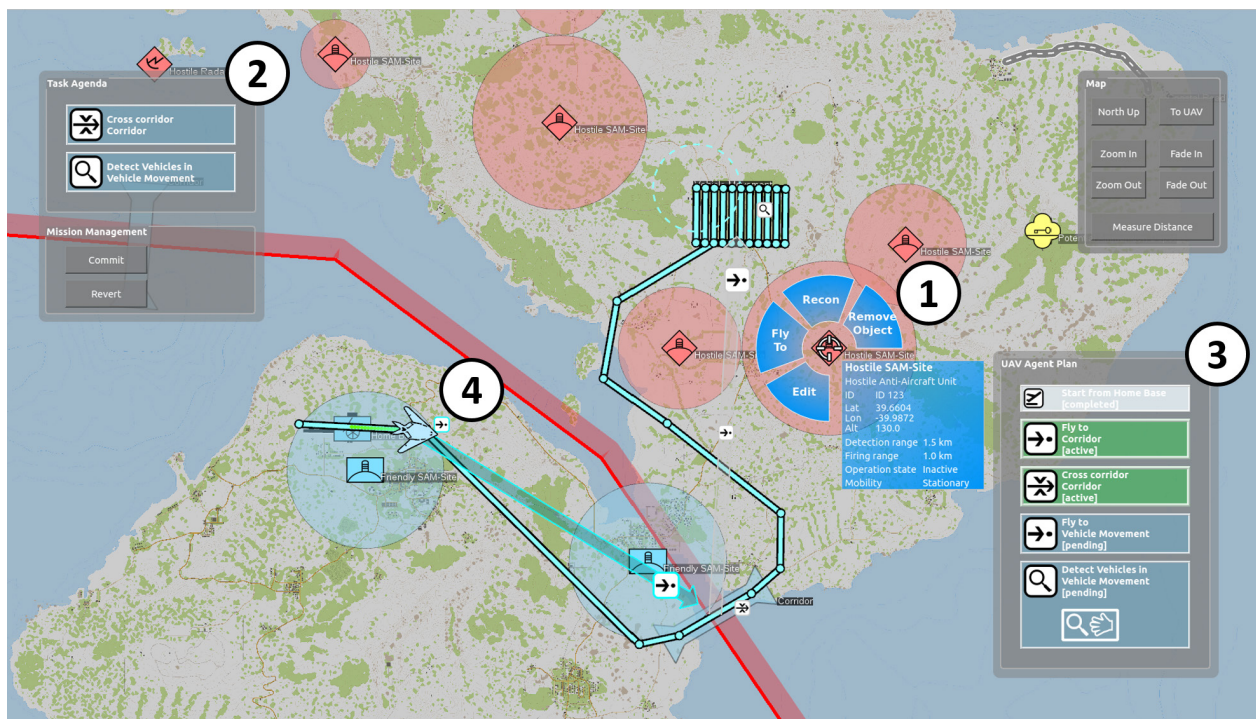 2
Hostile Rada
Hostile SAM-Site
Task Agenda
Cross corridor
Corridor
Detect Vehicles in
Vehicle Movement
Mission Management
Commit
Revert
Hostile SAM-Site
Map
North Up
To UAV
Zoom In
Fade In
Zoom Out
Fade Out
Measure Distance
Poten
Hostile SAM-Site
1
Recon
Remove
Object
Fly
To
Edit
Hostile SAM-S
Hostile SAM-Site
Hostile SAM-Site
Hostile Anti-Aircraft Unit
ID ID 123
Lat 39.6604
Lon -39.9872
Alt 130.0
Detection range 1.5 km
Firing range 1.0 km
Operation state Inactive
Mobility Stationary
3
UAV Agent Plan
Start from Home Base
[completed]
Fly to
Corridor
[active]
Cross corridor
Corridor
[active]
Fly to
Vehicle Movement
[pending]
Detect Vehicles in
Vehicle Movement
[pending]
4
Home B
Friendly SAM-Site
Friendly SAM-Site
Corridor